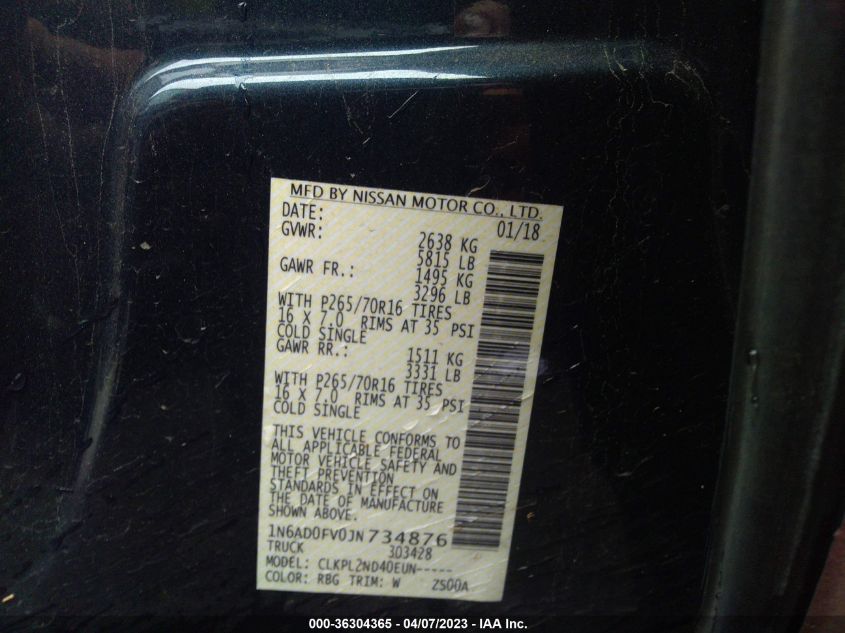 MFD BY NISSAN MOTOR CO., LTD.
DATE: 01/18
GVWR: 2638 KG
5815 LB
GAWR FR.: 1495 KG
3296 LB
WITH P265/70R16 TIRES
16 X 7.0 RIMS AT 35 PSI
COLD SINGLE
GAWR RR.: 1511 KG
3331 LB
WITH P265/70R16 TIRES
16 X 7.0 RIMS AT 35 PSI
COLD SINGLE
THIS VEHICLE CONFORMS TO
ALL APPLICABLE FEDERAL
MOTOR VEHICLE SAFETY AND
THEFT PREVENTION
STANDARDS IN EFFECT ON
THE DATE OF MANUFACTURE
SHOWN ABOVE.
1N6AD0FV0JN734876
TRUCK 3D3428
MODEL: CLKPL2ND40EUN-----
COLOR: RBG TRIM: W 2S00A
000-36304365 - 04/07/2023 - IAA Inc.